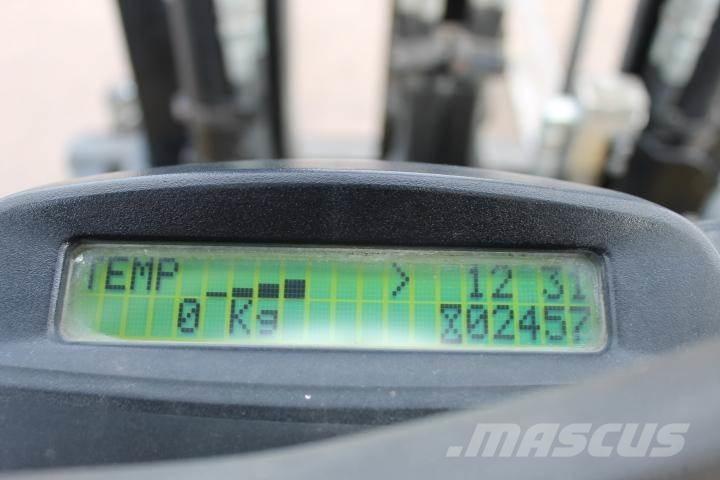 TEMP > 12 31
0 Kg 02457
.MASCUS